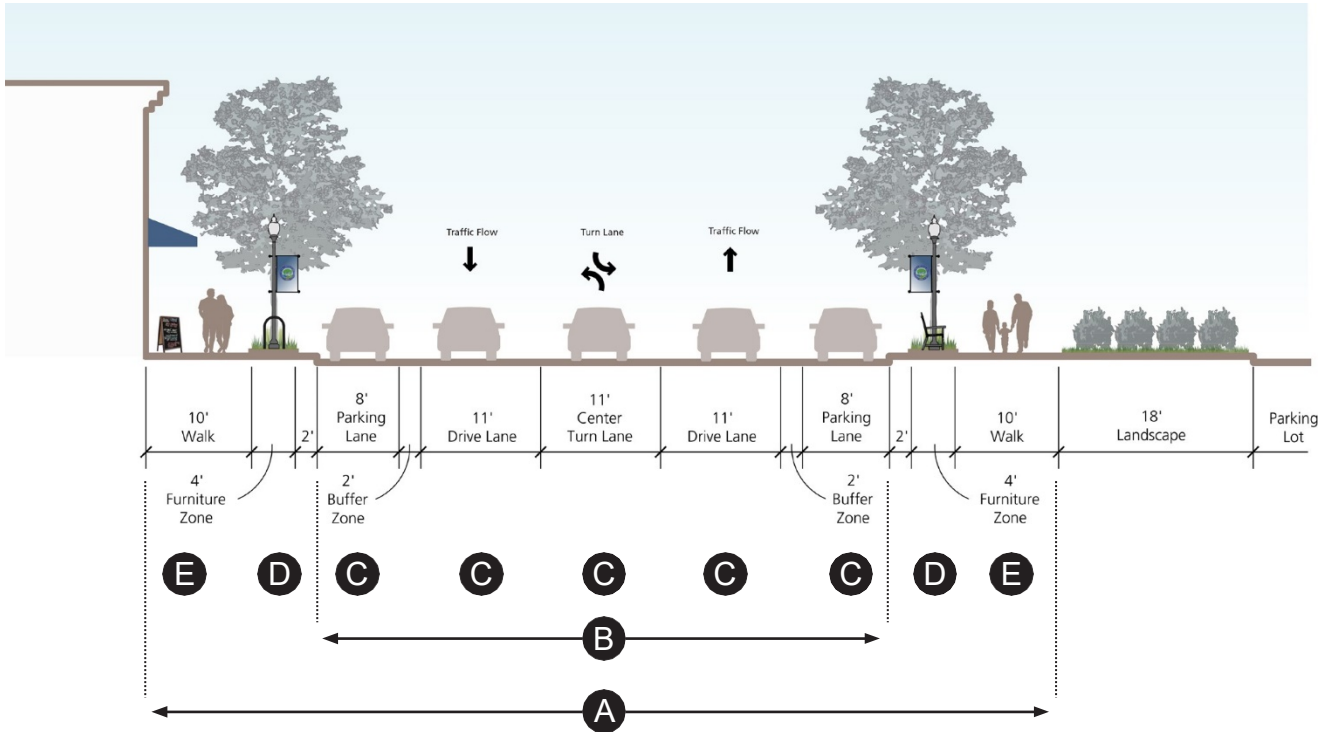 Traffic Flow
Turn Lane
Traffic Flow
10'
Walk
2'
8'
Parking
Lane
11'
Drive Lane
11'
Center
Turn Lane
11'
Drive Lane
8'
Parking
Lane
2'
10'
Walk
18'
Landscape
Parking
Lot
4'
Furniture
Zone
2'
Buffer
Zone
2'
Buffer
Zone
4'
Furniture
Zone
E
D
C
C
C
C
C
D
E
B
A